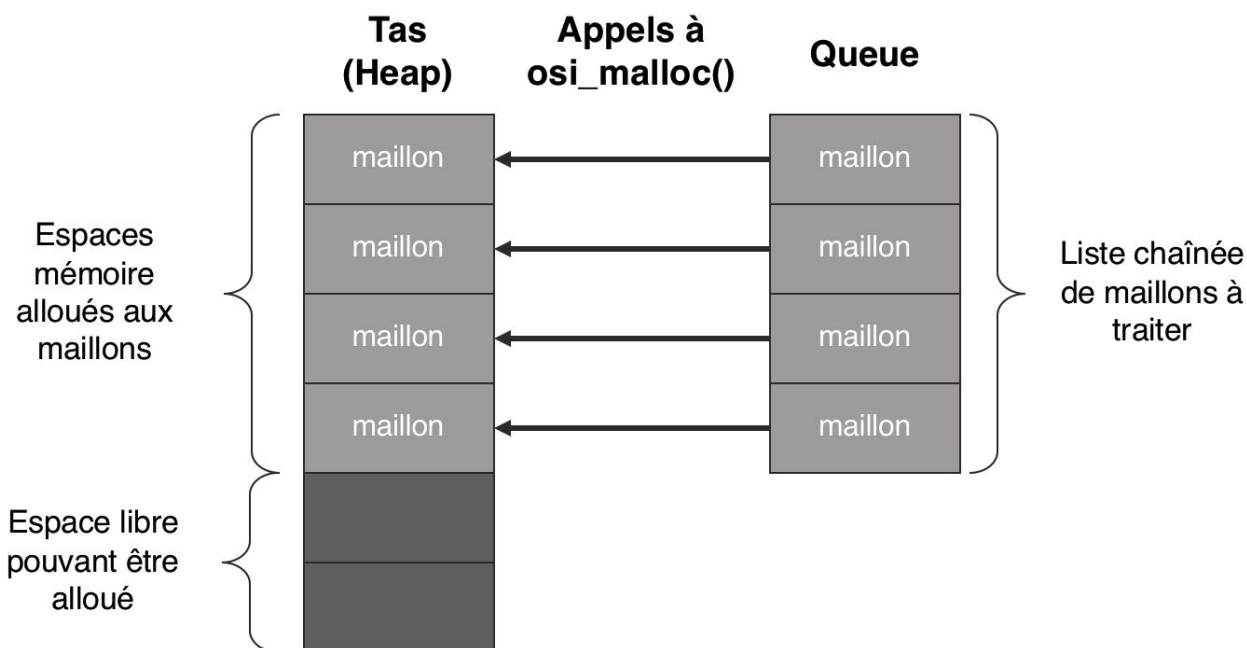 Tas
(Heap)
Appels à
osi_malloc()
Queue
maillon
maillon
maillon
maillon
maillon
maillon
maillon
maillon
Espaces
mémoire
alloués aux
maillons
Liste chaînée
de maillons à
traiter
Espace libre
pouvant être
alloué